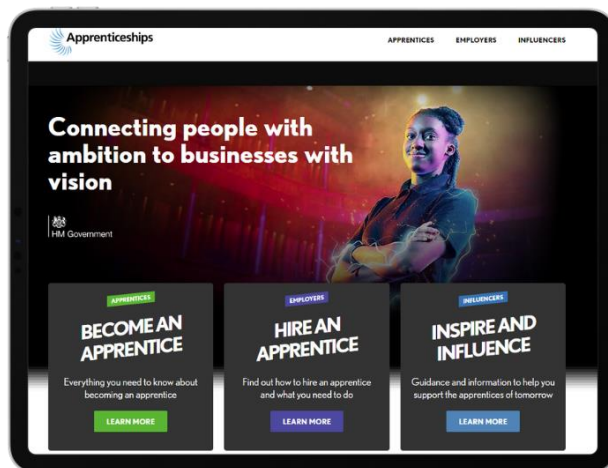 Apprenticeships
APPRENTICES EMPLOYERS INFLUENCERS
Connecting people with
ambition to businesses with
vision
HM Government
APPRENTICES
BECOME AN
APPRENTICE
Everything you need to know about
becoming an apprentice
LEARN MORE
EMPLOYERS
HIRE AN
APPRENTICE
Find out how to hire an apprentice
and what you need to do
LEARN MORE
INFLUENCERS
INSPIRE AND
INFLUENCE
Guidance and information to help you
support the apprentices of tomorrow
LEARN MORE